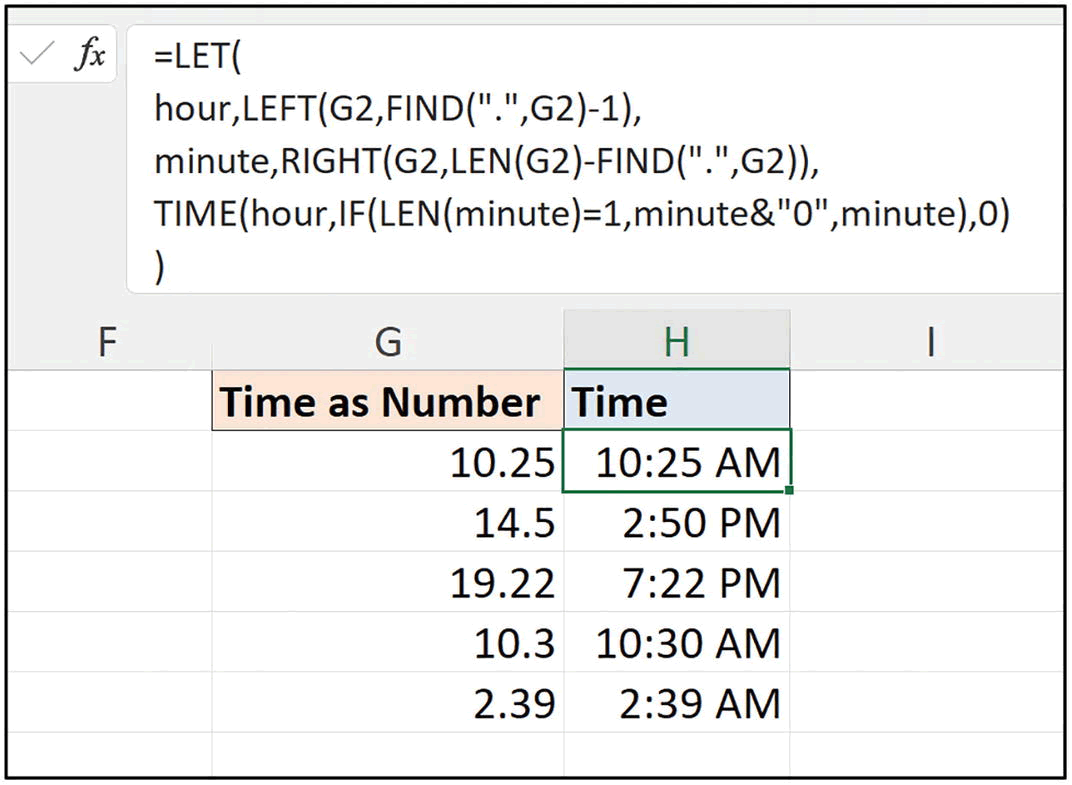 fx
=LET(
hour,LEFT(G2,FIND(".",G2)-1),
minute,RIGHT(G2,LEN(G2)-FIND(".",G2)),
TIME(hour,IF(LEN(minute)=1,minute&"0",minute),0)
)
F G H I
Time as Number Time
10.25 10:25 AM
14.5 2:50 PM
19.22 7:22 PM
10.3 10:30 AM
2.39 2:39 AM